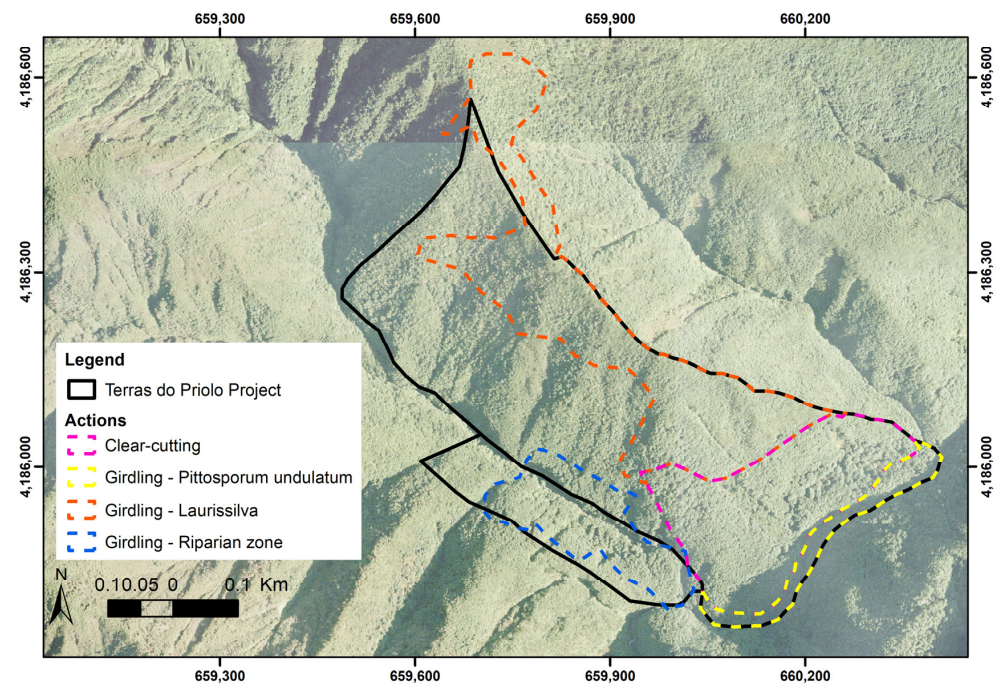 659,300 659,600 659,900 660,200
4,186,600 4,186,600
4,186,300 4,186,300
Legend
Terras do Priolo Project
Actions
Clear-cutting
Girdling - Pittosporum undulatum
Girdling - Laurissilva
Girdling - Riparian zone
4,186,000 4,186,000
N
0.10.05 0 0.1 Km
659,300 659,600 659,900 660,200